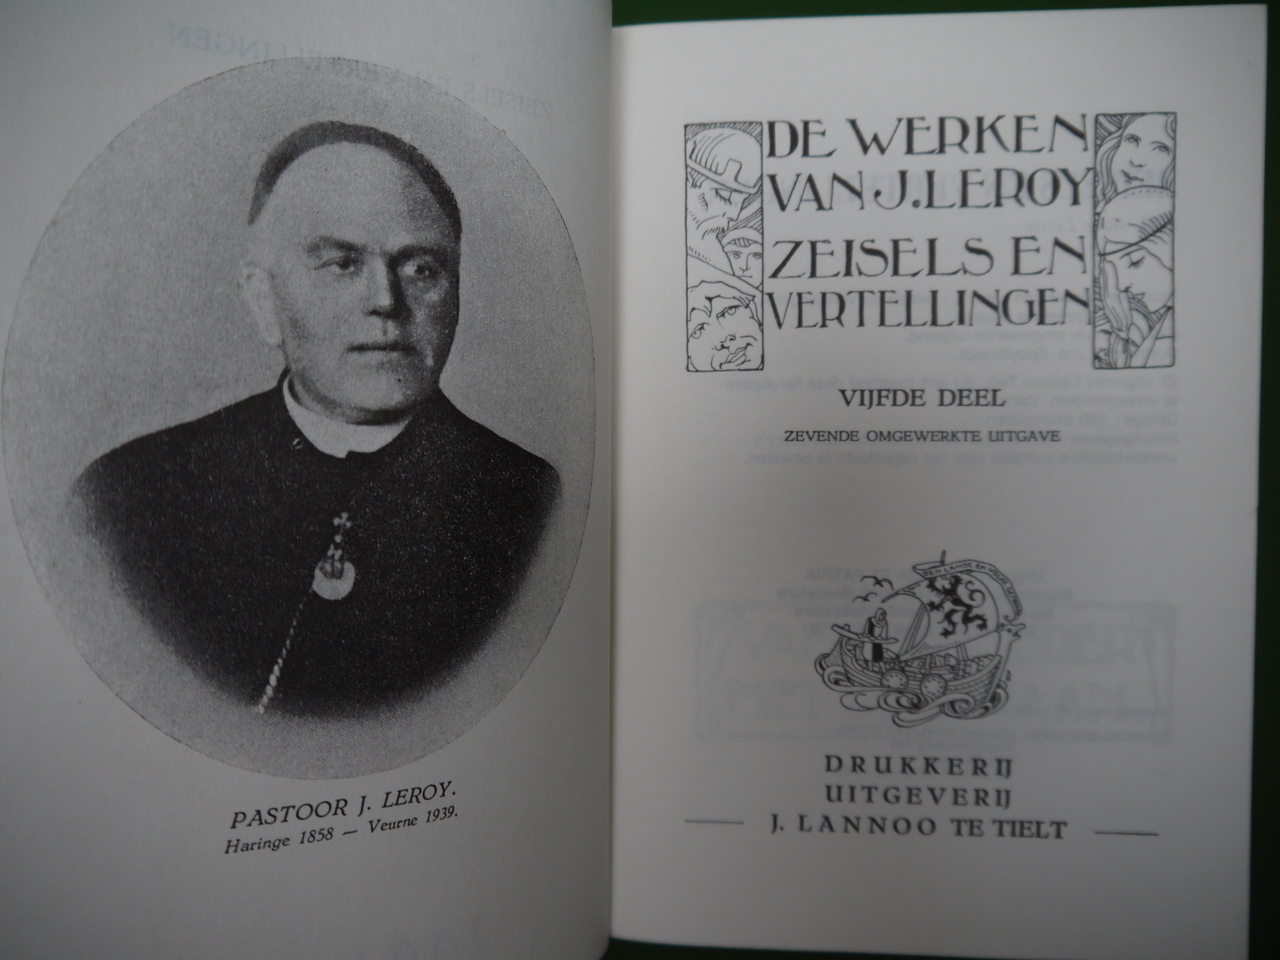 PASTOOR J. LEROY.
Haringe 1858 — Veurne 1939.
DE WERKEN
VAN J. LEROY
ZEISELS EN
VERTELLINGEN
VIJFDE DEEL
ZEVENDE OMGEWERKTE UITGAVE
DRUKKERIJ
UITGEVERIJ
J. LANNOO TE TIELT